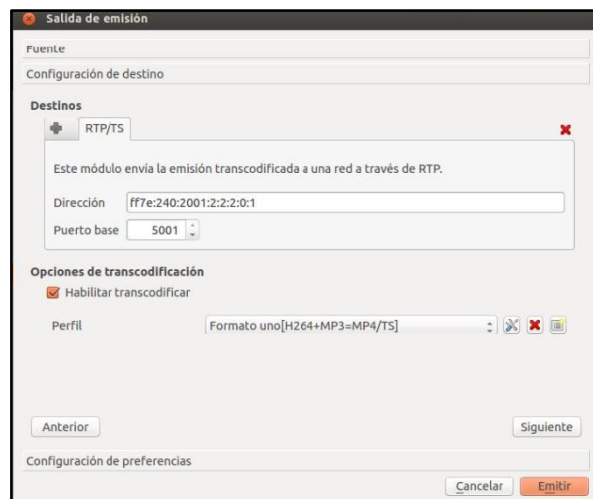 Salida de emisión
Fuente
Configuración de destino
Destinos
RTP/TS
Este módulo envía la emisión transcodificada a una red a través de RTP.
Dirección ff7e:240:2001:2:2:2:0:1
Puerto base 5001
Opciones de transcodificación
Habilitar transcodificar
Perfil Formato uno[H264+MP3=MP4/TS]
Anterior Siguiente
Configuración de preferencias
Cancelar Emitir